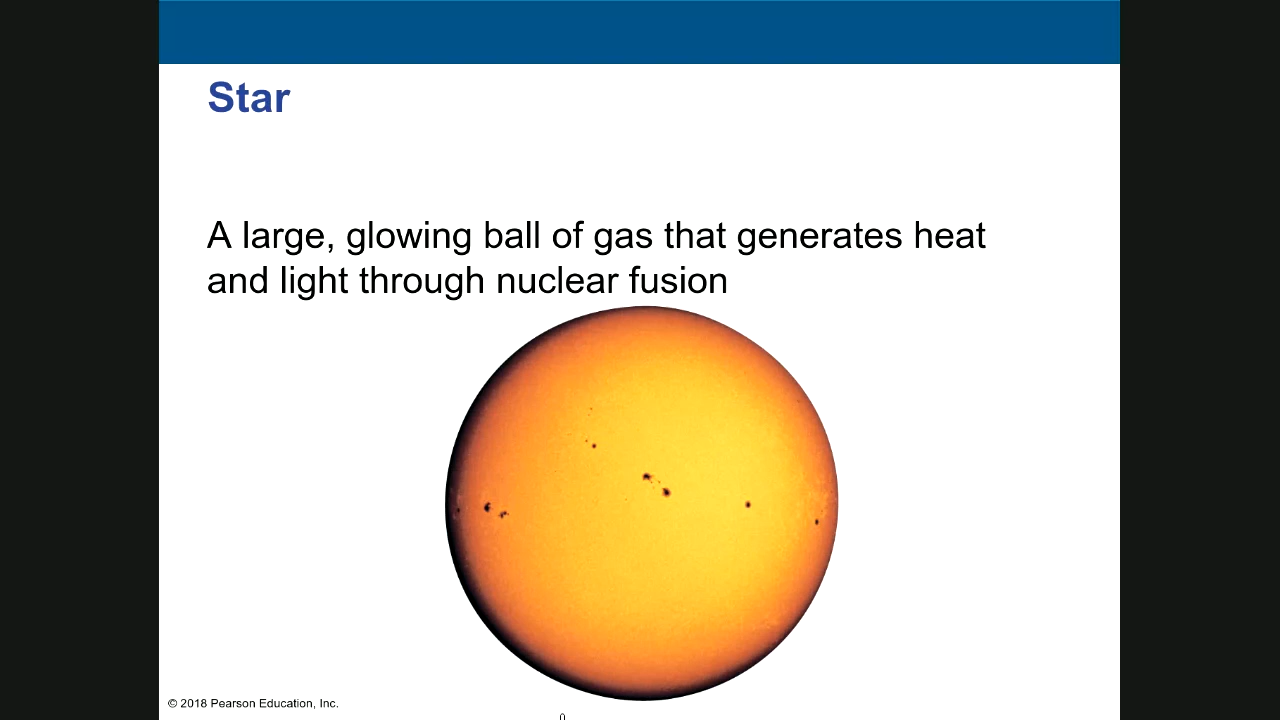 Star
A large, glowing ball of gas that generates heat
and light through nuclear fusion
© 2018 Pearson Education, Inc.